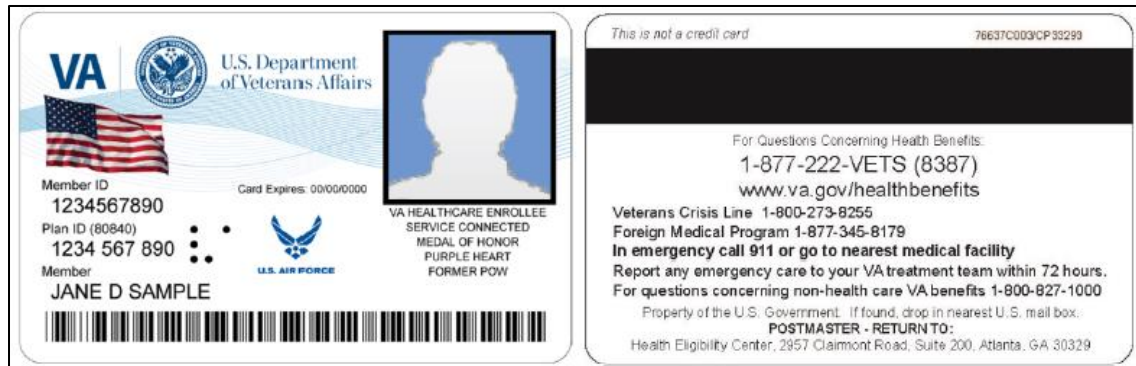 VA
U.S. Department
of Veterans Affairs
Member ID
1234567890
Card Expires: 00/00/0000
Plan ID (80840)
1234 567 890
U.S. AIR FORCE
Member
JANE D SAMPLE
VA HEALTHCARE ENROLLEE
SERVICE CONNECTED
MEDAL OF HONOR
PURPLE HEART
FORMER POW
This is not a credit card
76637C003/CP33293
For Questions Concerning Health Benefits:
1-877-222-VETS (8387)
www.va.gov/healthbenefits
Veterans Crisis Line 1-800-273-8255
Foreign Medical Program 1-877-345-8179
In emergency call 911 or go to nearest medical facility
Report any emergency care to your VA treatment team within 72 hours.
For questions concerning non-health care VA benefits 1-800-827-1000
Property of the U.S. Government. If found, drop in nearest U.S. mail box.
POSTMASTER - RETURN TO:
Health Eligibility Center, 2957 Clairmont Road, Suite 200, Atlanta, GA 30329